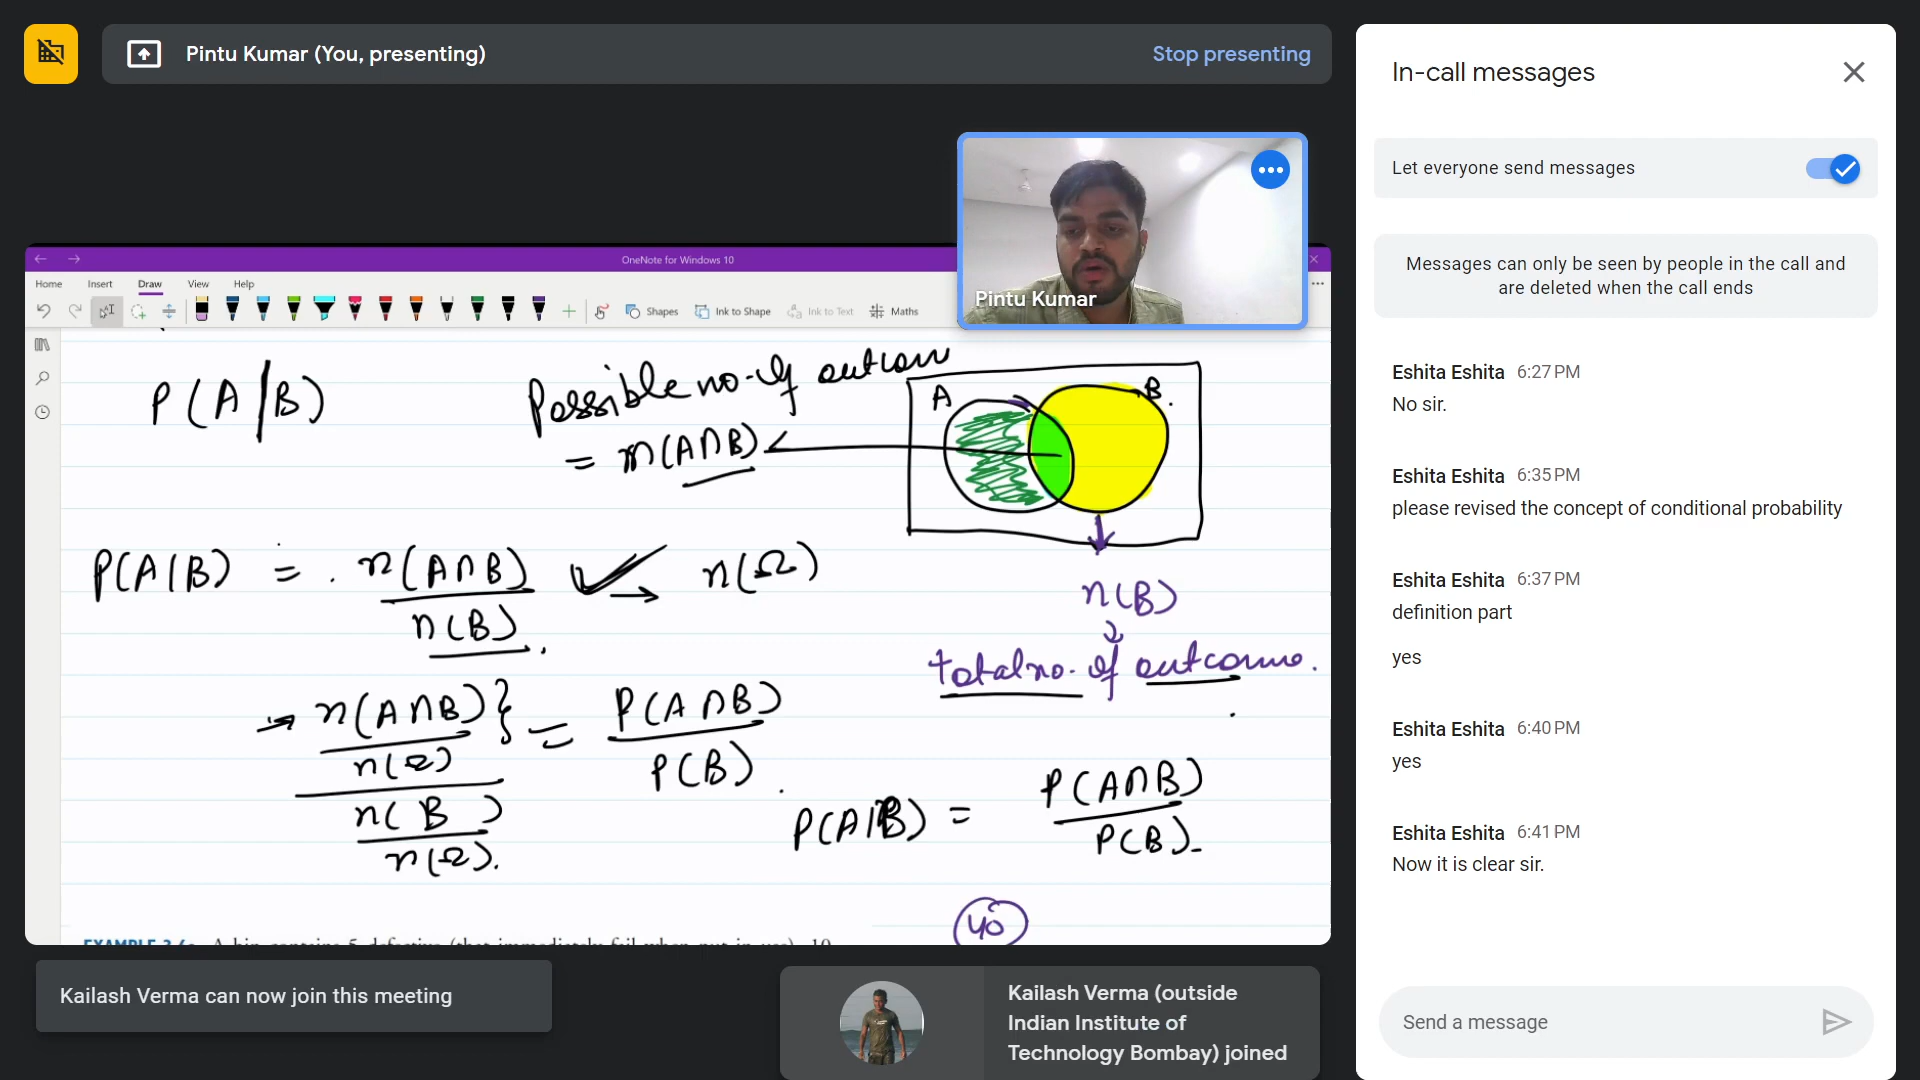 Pintu Kumar (You, presenting)
Stop presenting
Pintu Kumar
OneNote for Windows 10
Home Insert Draw View Help
Shapes Ink to Shape Ink to Text Maths
P(A/B)
Possible no. of outcom
= n(A∩B)
A B.
P(A|B) = n(A∩B) / n(B) → n(Ω)
n(B)
total no. of outcome.
→ n(A∩B)/n(Ω) / n(B)/n(Ω). = P(A∩B) / P(B).
P(A|B) = P(A∩B) / P(B).
40
Kailash Verma can now join this meeting
Kailash Verma (outside
Indian Institute of
Technology Bombay) joined
In-call messages
Let everyone send messages
Messages can only be seen by people in the call and
are deleted when the call ends
Eshita Eshita 6:27 PM
No sir.
Eshita Eshita 6:35 PM
please revised the concept of conditional probability
Eshita Eshita 6:37 PM
definition part
yes
Eshita Eshita 6:40 PM
yes
Eshita Eshita 6:41 PM
Now it is clear sir.
Send a message